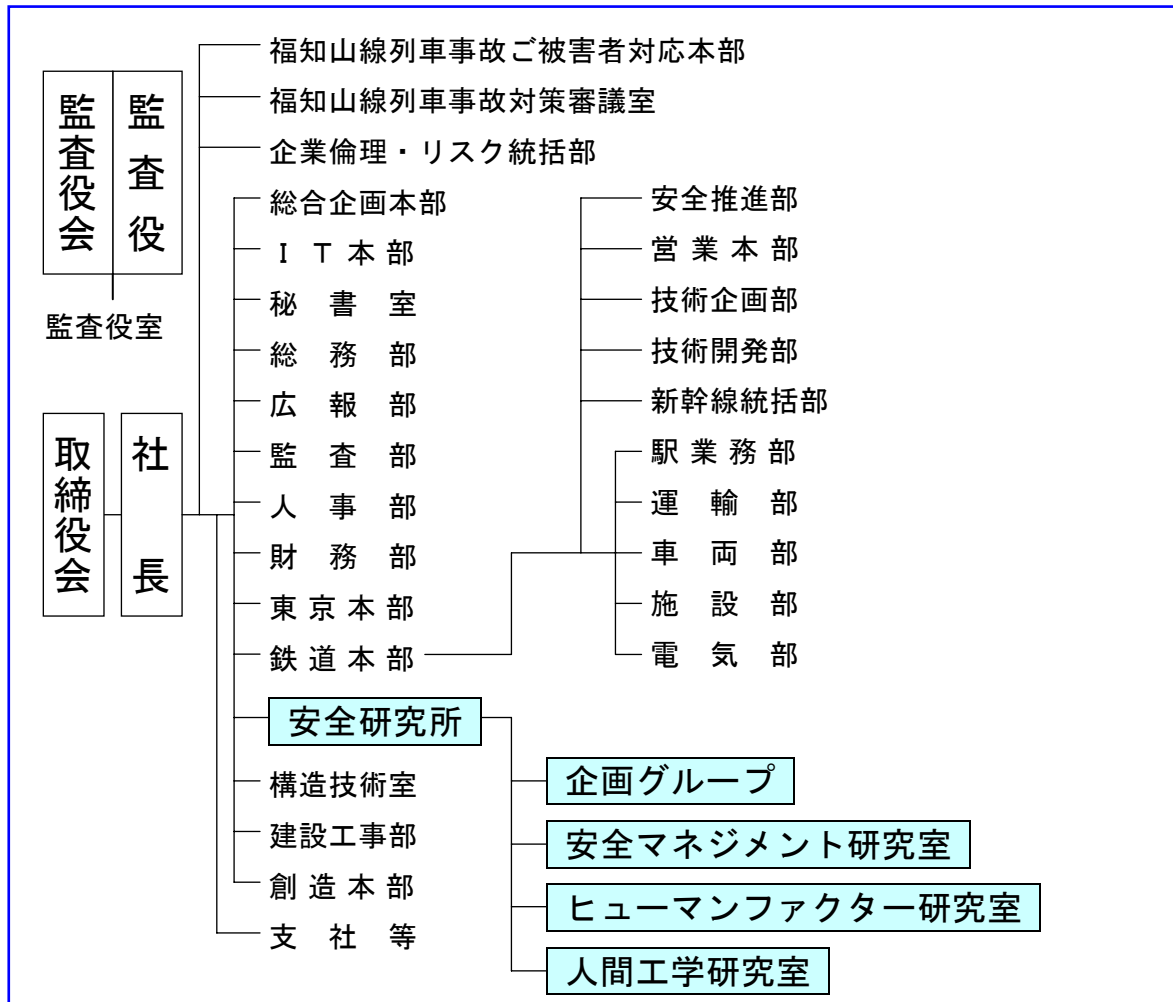 福知山線列車事故ご被害者対応本部
福知山線列車事故対策審議室
企業倫理・リスク統括部
監査役会
監査役
監査役室
取締役会
社長
総合企画本部
ＩＴ本部
秘書室
総務部
広報部
監査部
人事部
財務部
東京本部
鉄道本部
安全研究所
構造技術室
建設工事部
創造本部
支社等
安全推進部
営業本部
技術企画部
技術開発部
新幹線統括部
駅業務部
運輸部
車両部
施設部
電気部
企画グループ
安全マネジメント研究室
ヒューマンファクター研究室
人間工学研究室